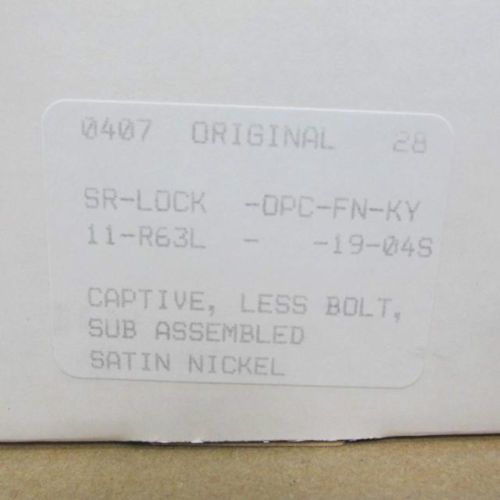 0407 ORIGINAL 28
SR-LOCK -OPC-FN-KY
11-R63L - -19-04S
CAPTIVE, LESS BOLT,
SUB ASSEMBLED
SATIN NICKEL